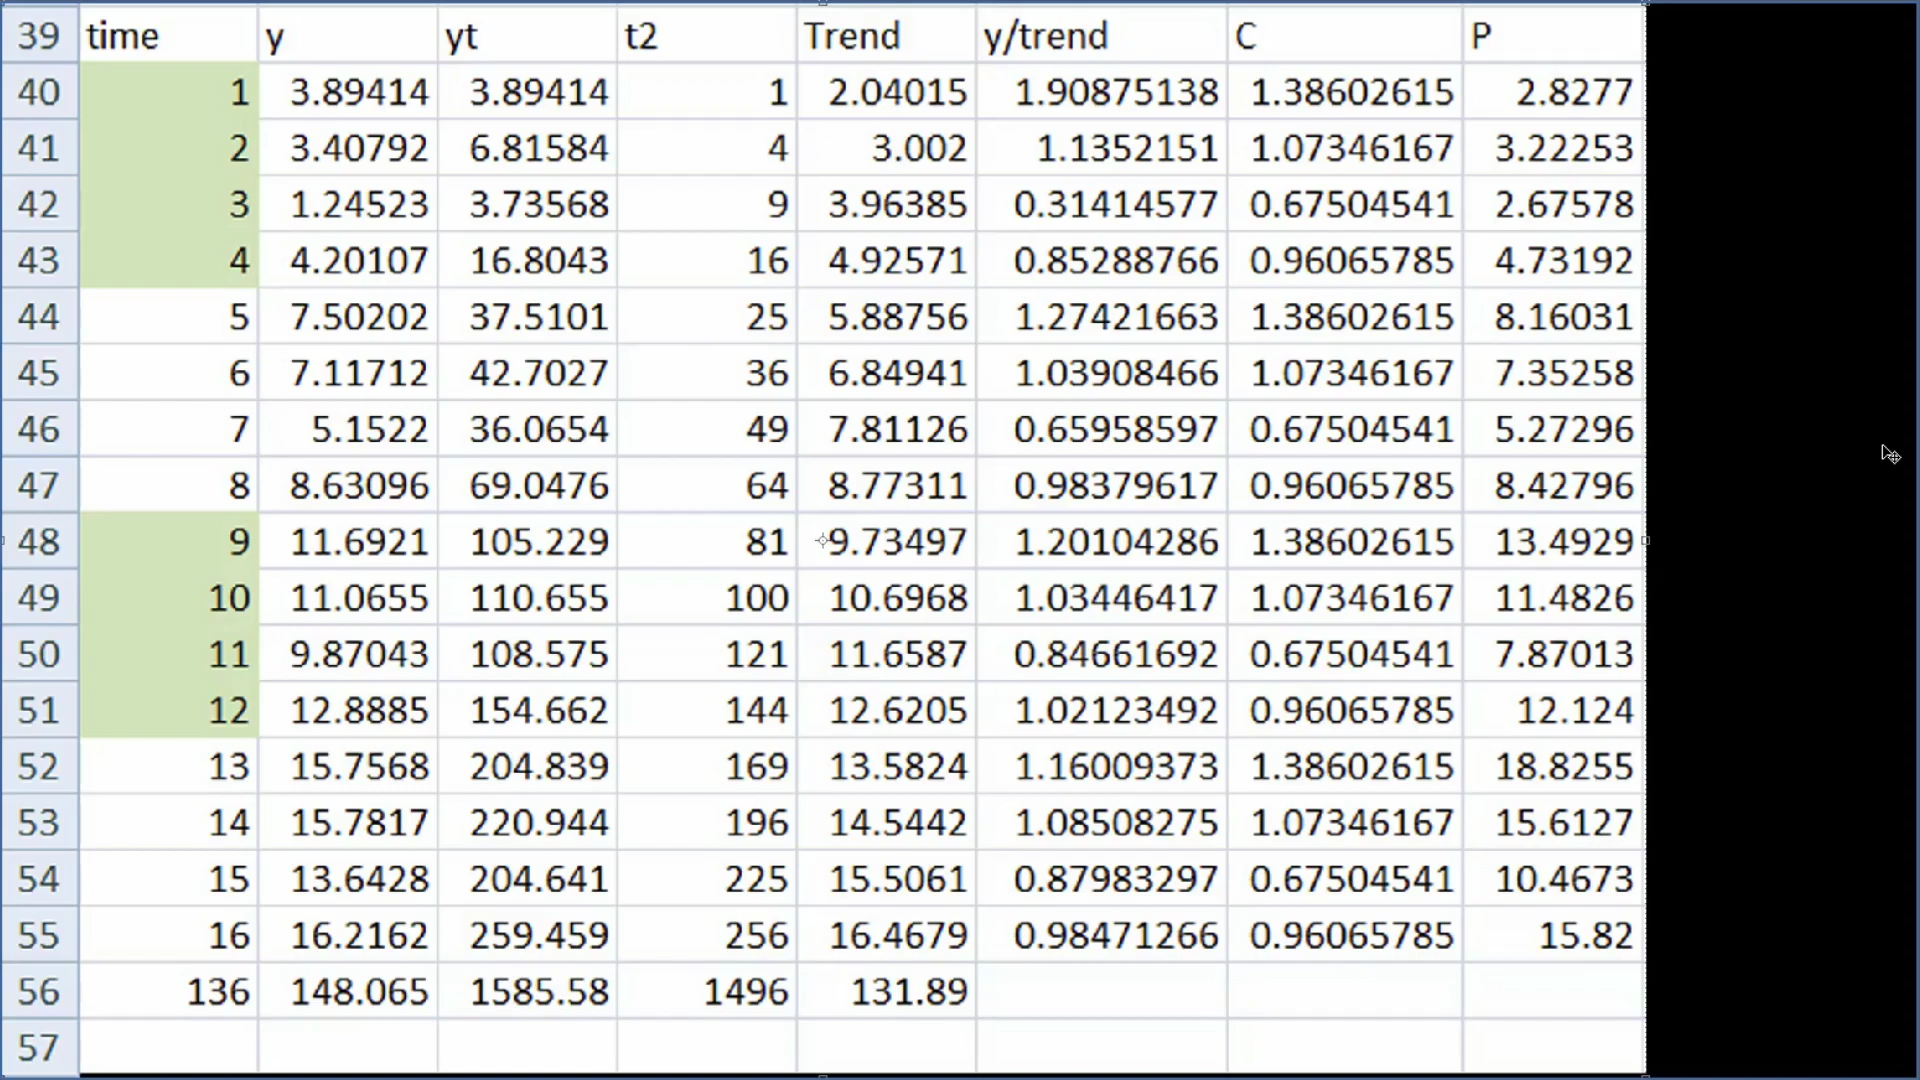 39 time y yt t2 Trend y/trend C P
40 1 3.89414 3.89414 1 2.04015 1.90875138 1.38602615 2.8277
41 2 3.40792 6.81584 4 3.002 1.1352151 1.07346167 3.22253
42 3 1.24523 3.73568 9 3.96385 0.31414577 0.67504541 2.67578
43 4 4.20107 16.8043 16 4.92571 0.85288766 0.96065785 4.73192
44 5 7.50202 37.5101 25 5.88756 1.27421663 1.38602615 8.16031
45 6 7.11712 42.7027 36 6.84941 1.03908466 1.07346167 7.35258
46 7 5.1522 36.0654 49 7.81126 0.65958597 0.67504541 5.27296
47 8 8.63096 69.0476 64 8.77311 0.98379617 0.96065785 8.42796
48 9 11.6921 105.229 81 9.73497 1.20104286 1.38602615 13.4929
49 10 11.0655 110.655 100 10.6968 1.03446417 1.07346167 11.4826
50 11 9.87043 108.575 121 11.6587 0.84661692 0.67504541 7.87013
51 12 12.8885 154.662 144 12.6205 1.02123492 0.96065785 12.124
52 13 15.7568 204.839 169 13.5824 1.16009373 1.38602615 18.8255
53 14 15.7817 220.944 196 14.5442 1.08508275 1.07346167 15.6127
54 15 13.6428 204.641 225 15.5061 0.87983297 0.67504541 10.4673
55 16 16.2162 259.459 256 16.4679 0.98471266 0.96065785 15.82
56 136 148.065 1585.58 1496 131.89
57